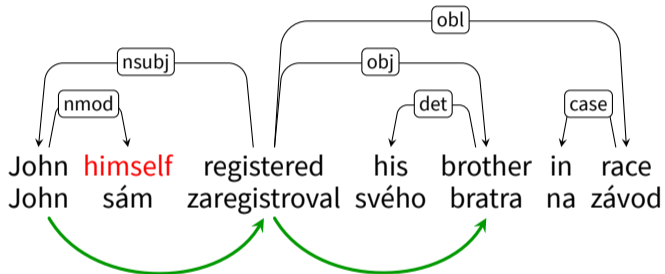 obl
nsubj obj
nmod det case
John himself registered his brother in race
John sám zaregistroval svého bratra na závod